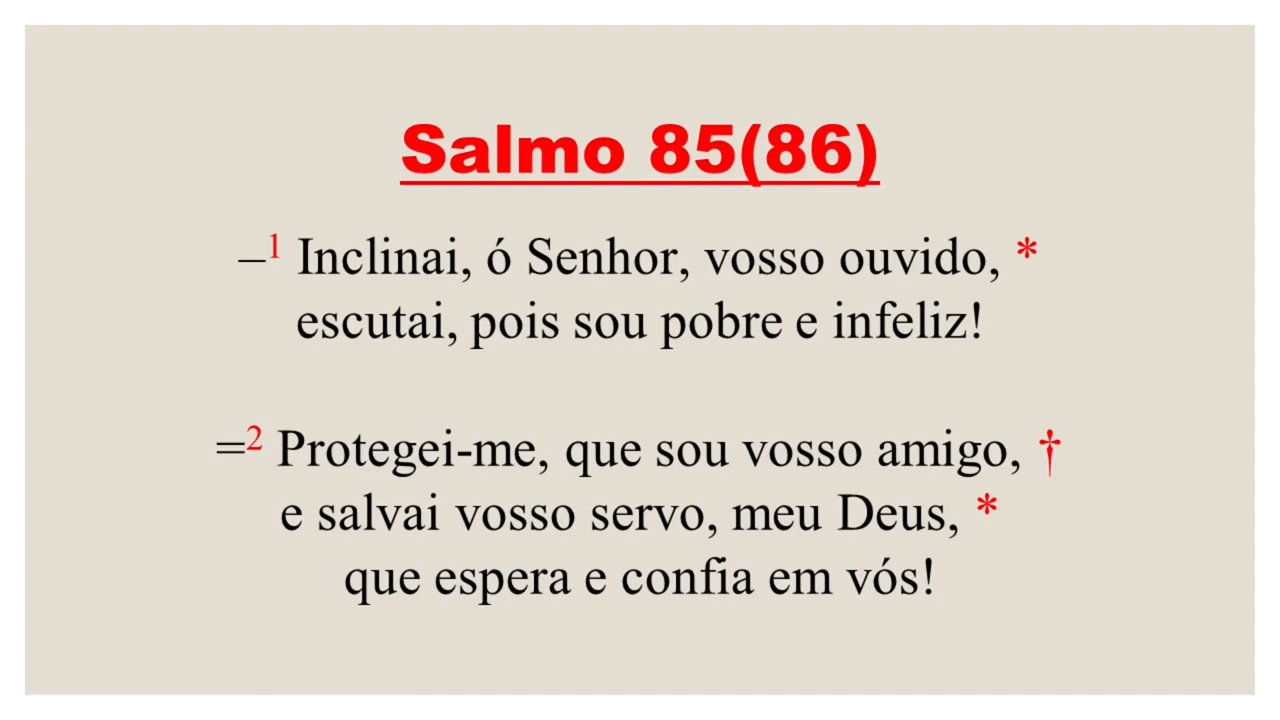 Salmo 85(86)
–¹ Inclinai, ó Senhor, vosso ouvido, *
escutai, pois sou pobre e infeliz!
=² Protegei-me, que sou vosso amigo, †
e salvai vosso servo, meu Deus, *
que espera e confia em vós!